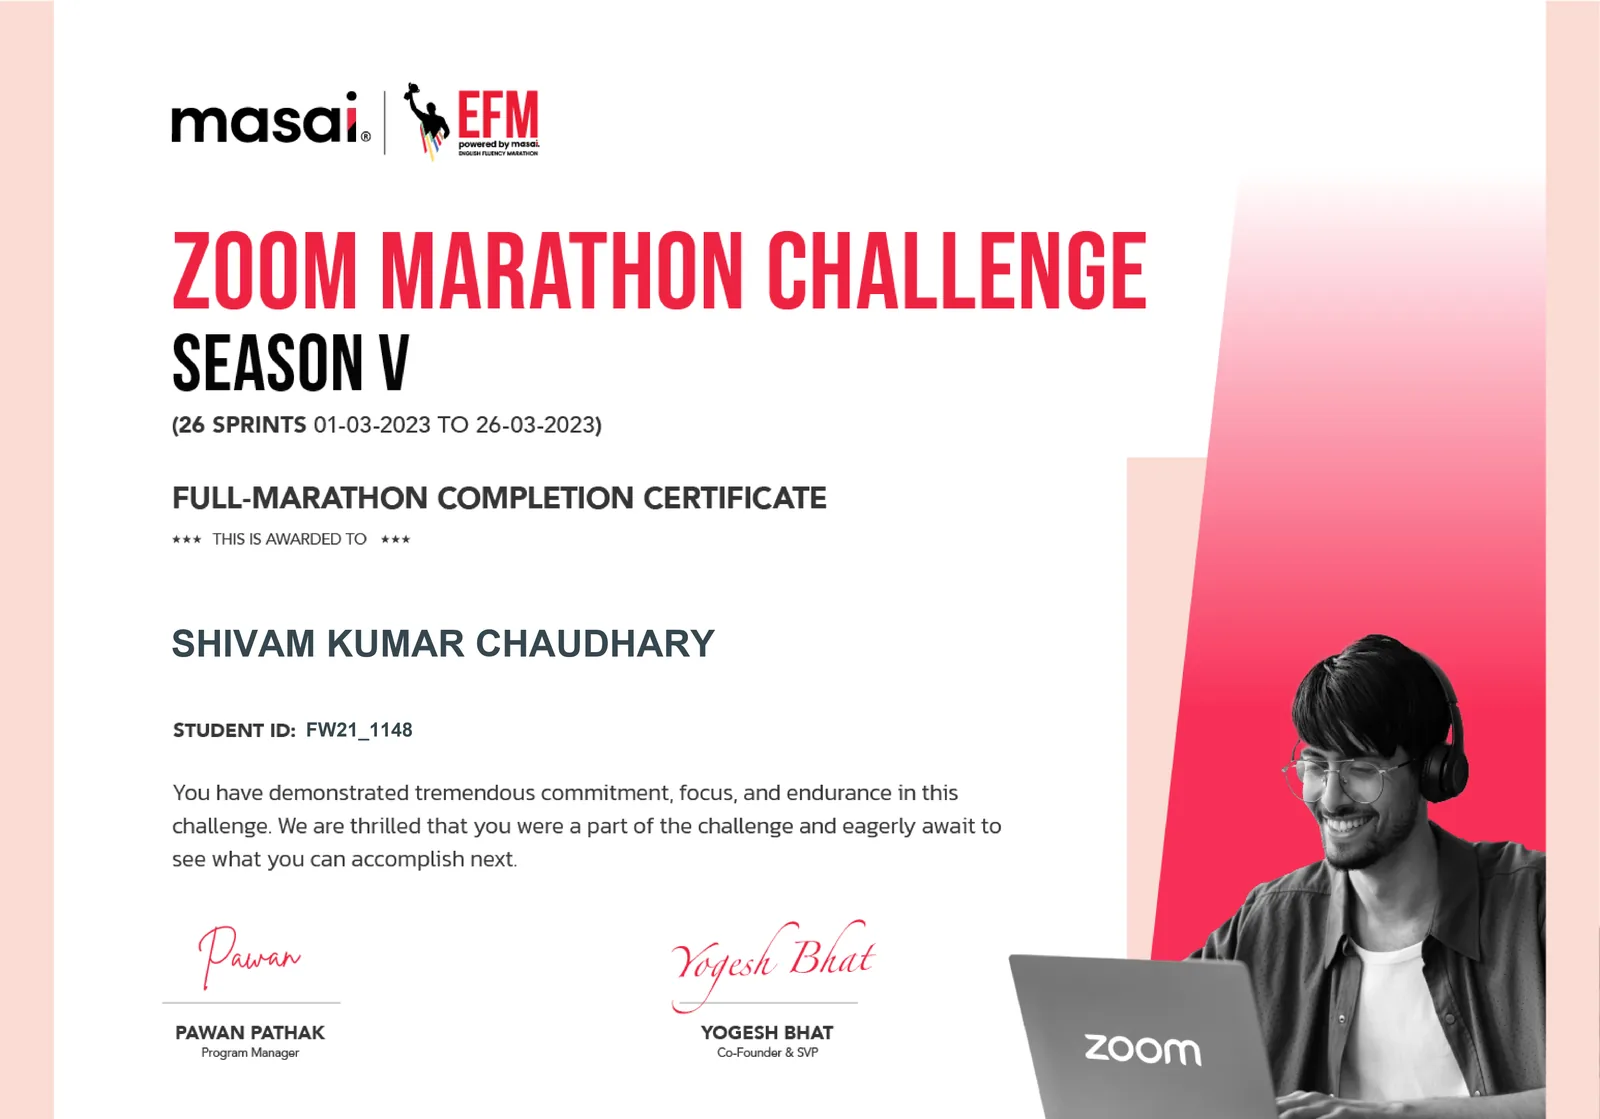 masai.®
EFM
powered by masai.
ENGLISH FLUENCY MARATHON
ZOOM MARATHON CHALLENGE
SEASON V
(26 SPRINTS 01-03-2023 TO 26-03-2023)
FULL-MARATHON COMPLETION CERTIFICATE
★★★ THIS IS AWARDED TO ★★★
SHIVAM KUMAR CHAUDHARY
STUDENT ID: FW21_1148
You have demonstrated tremendous commitment, focus, and endurance in this
challenge. We are thrilled that you were a part of the challenge and eagerly await to
see what you can accomplish next.
Pawan
PAWAN PATHAK
Program Manager
Yogesh Bhat
YOGESH BHAT
Co-Founder & SVP
zoom